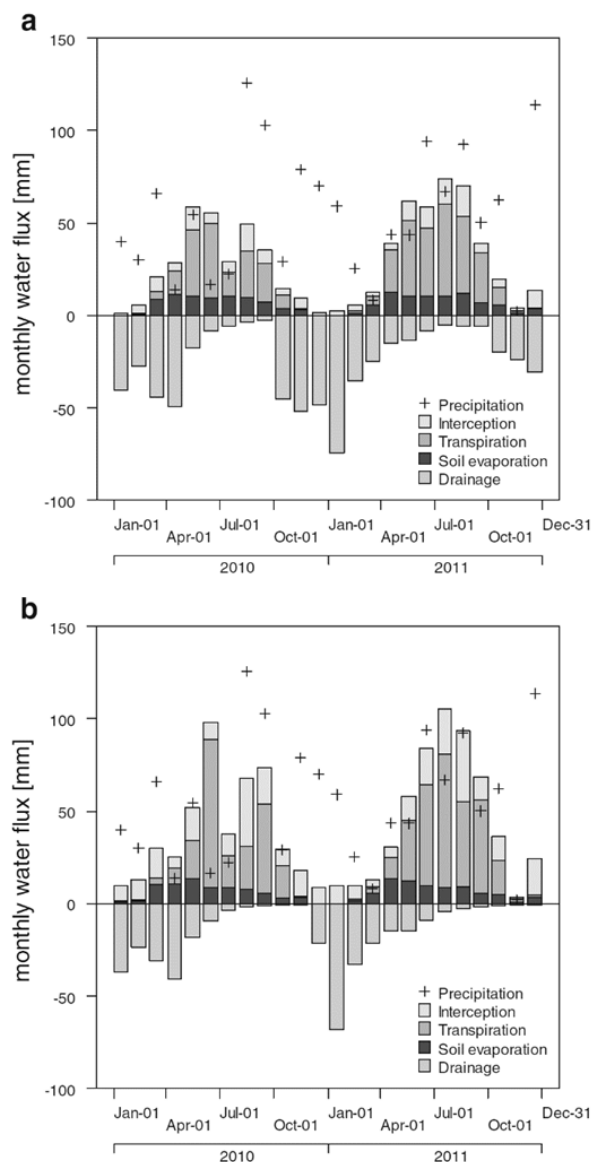 a
150
100
50
0
-50
-100
monthly water flux [mm]
Precipitation
Interception
Transpiration
Soil evaporation
Drainage
Jan-01 Jul-01 Jan-01 Jul-01 Dec-31
Apr-01 Oct-01 Apr-01 Oct-01
2010 2011
b
150
100
50
0
-50
-100
monthly water flux [mm]
Precipitation
Interception
Transpiration
Soil evaporation
Drainage
Jan-01 Jul-01 Jan-01 Jul-01 Dec-31
Apr-01 Oct-01 Apr-01 Oct-01
2010 2011